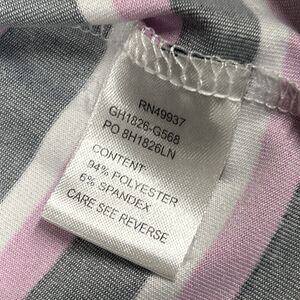 RN49937
GH1826-G568
PO 8H1826LN
CONTENT
94% POLYESTER
6% SPANDEX
CARE SEE REVERSE